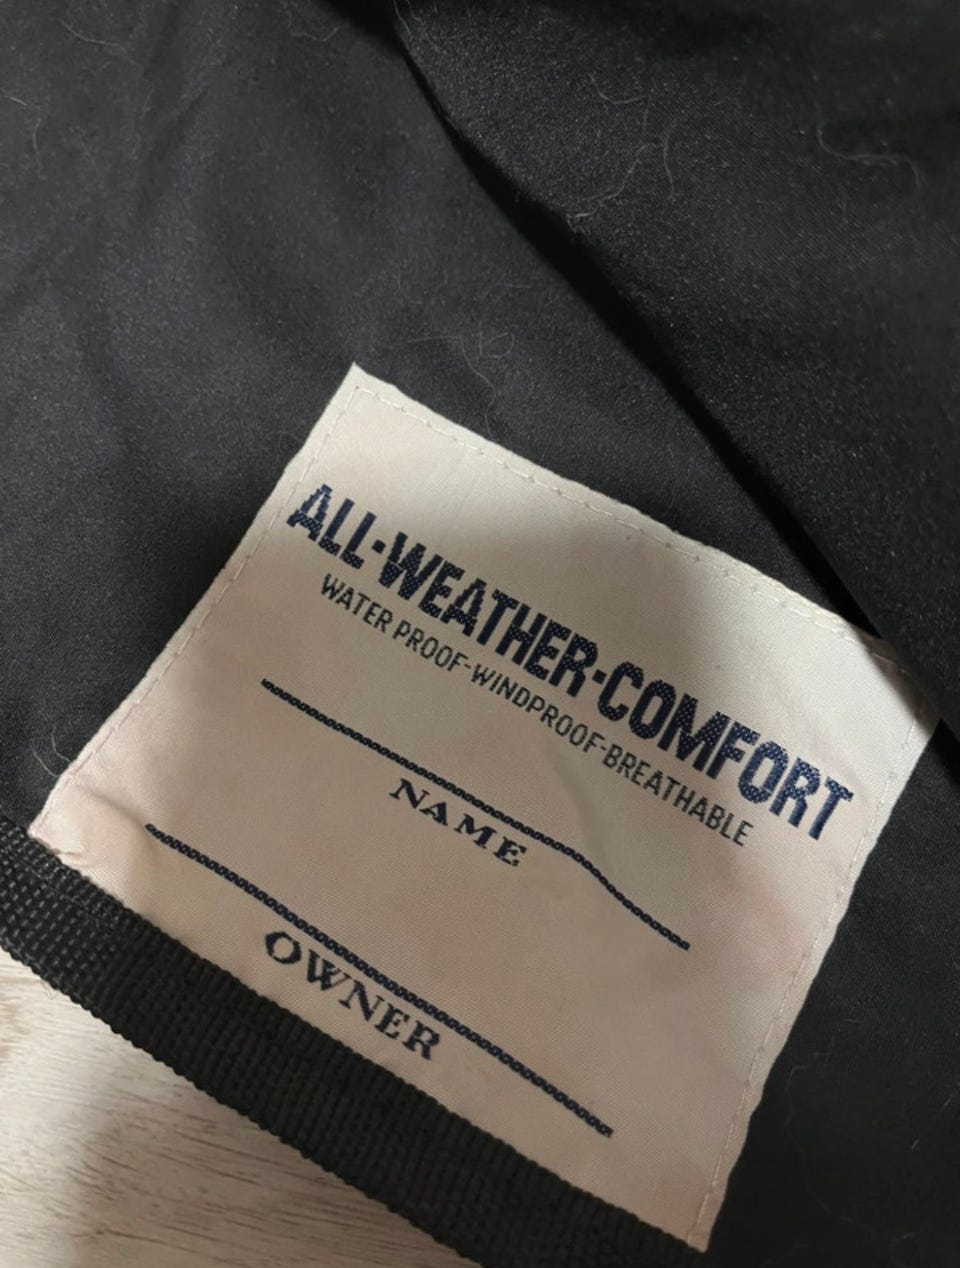 ALL-WEATHER-COMFORT
WATER PROOF-WINDPROOF-BREATHABLE
NAME
OWNER